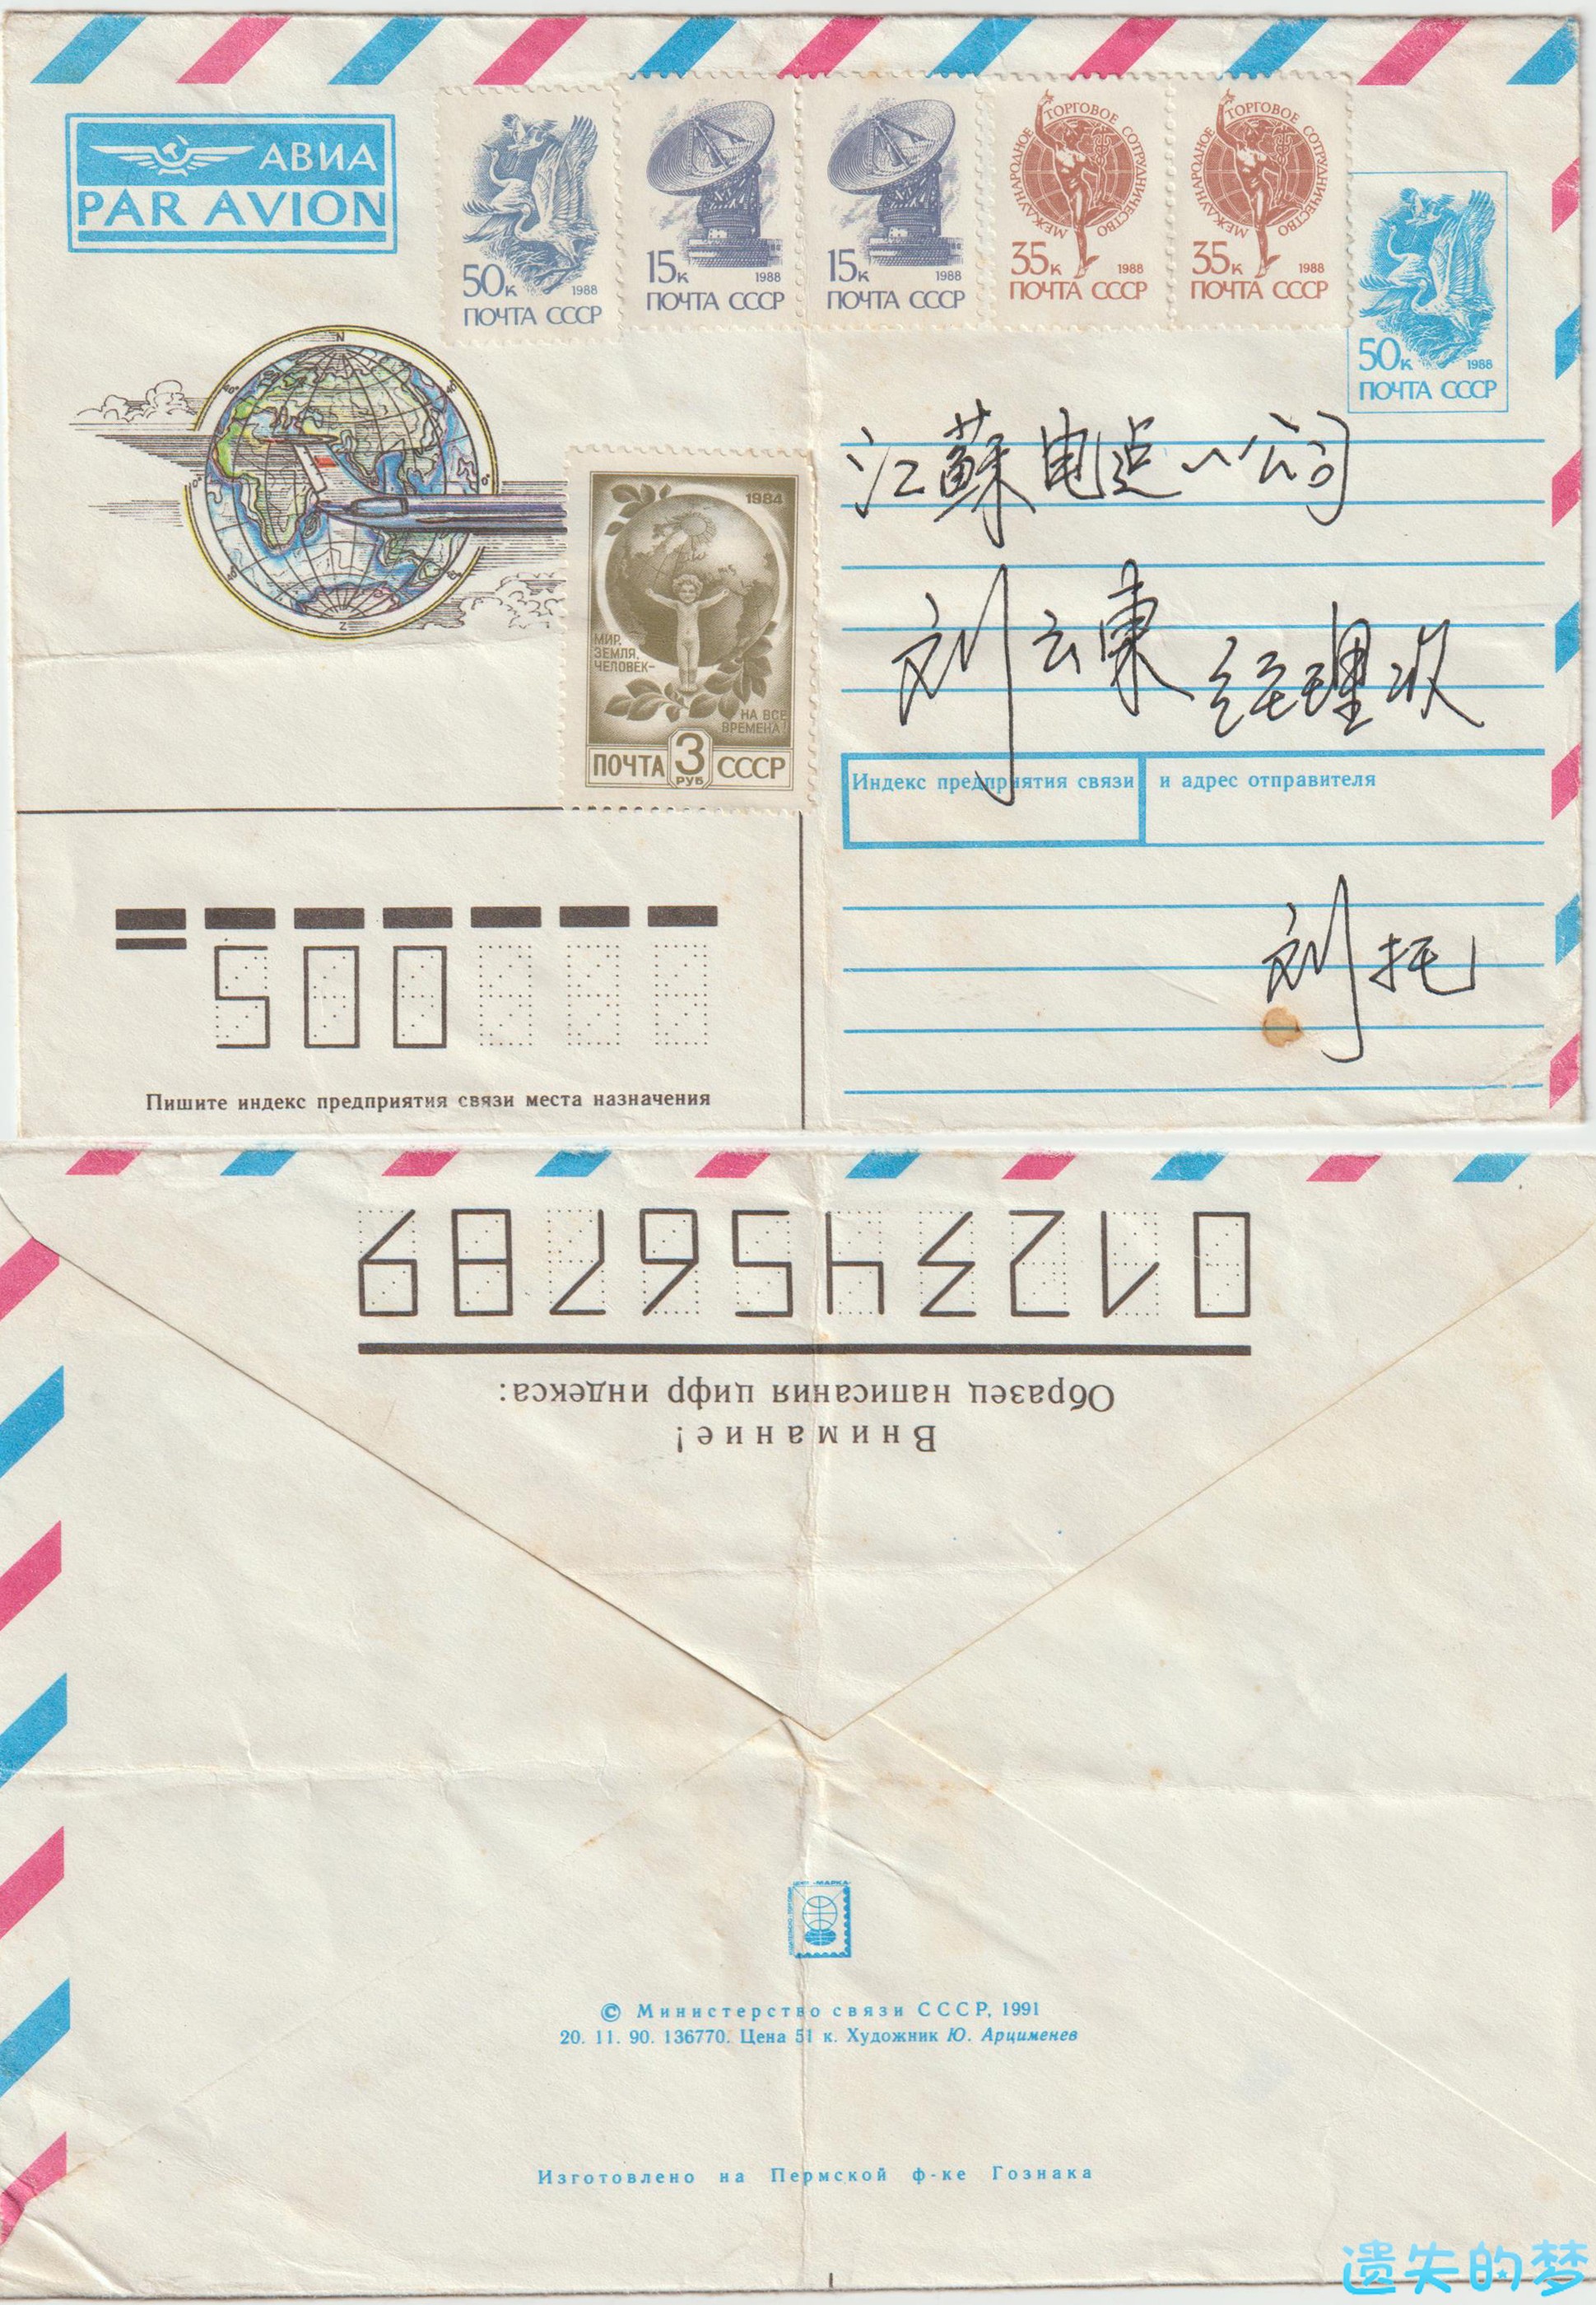 АВИА
PAR AVION
50к 1988
ПОЧТА СССР
15к 1988
ПОЧТА СССР
15к 1988
ПОЧТА СССР
МЕЖДУНАРОДНОЕ ТОРГОВОЕ СОТРУДНИЧЕСТВО
35к 1988
ПОЧТА СССР
МЕЖДУНАРОДНОЕ ТОРГОВОЕ СОТРУДНИЧЕСТВО
35к 1988
ПОЧТА СССР
50к 1988
ПОЧТА СССР
N
1984
МИР,
ЗЕМЛЯ,
ЧЕЛОВЕК-
НА ВСЕ
ВРЕМЕНА!
ПОЧТА 3 РУБ СССР
江蘇电 公司
刘云東 经理收
Индекс предприятия связи и адрес отправителя
刘托
500
Пишите индекс предприятия связи места назначения
Внимание!
Образец написания цифр индекса:
0123456789
МАРКА
© Министерство связи СССР, 1991
20. 11. 90. 136770. Цена 51 к. Художник Ю. Арцименев
Изготовлено на Пермской ф-ке Гознака
遗失的梦